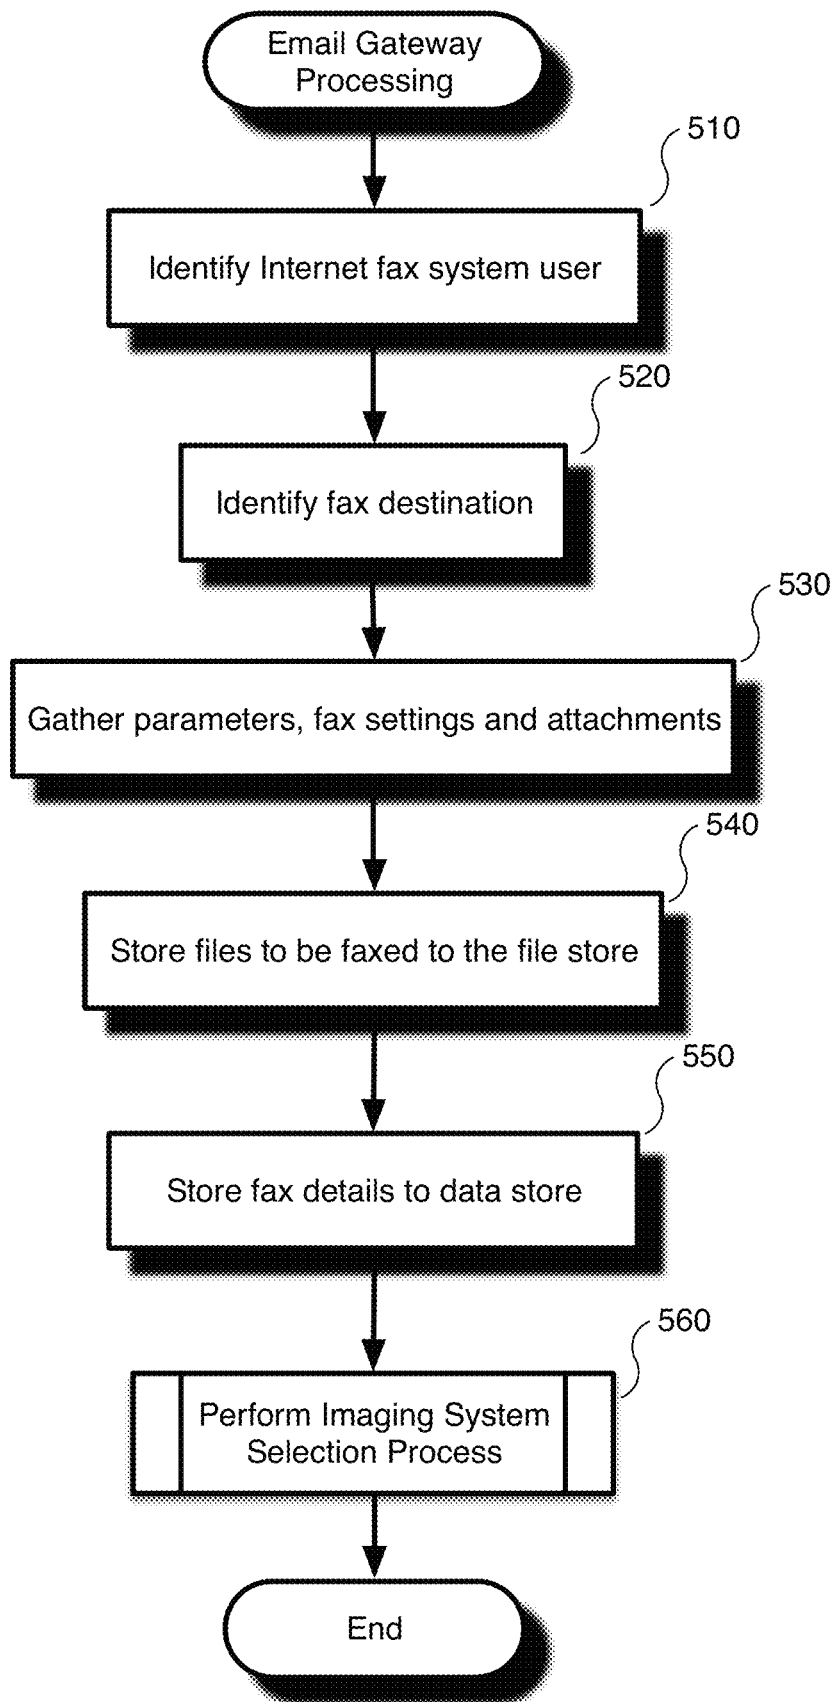 Email Gateway
Processing
510
Identify Internet fax system user
520
Identify fax destination
530
Gather parameters, fax settings and attachments
540
Store files to be faxed to the file store
550
Store fax details to data store
560
Perform Imaging System
Selection Process
End